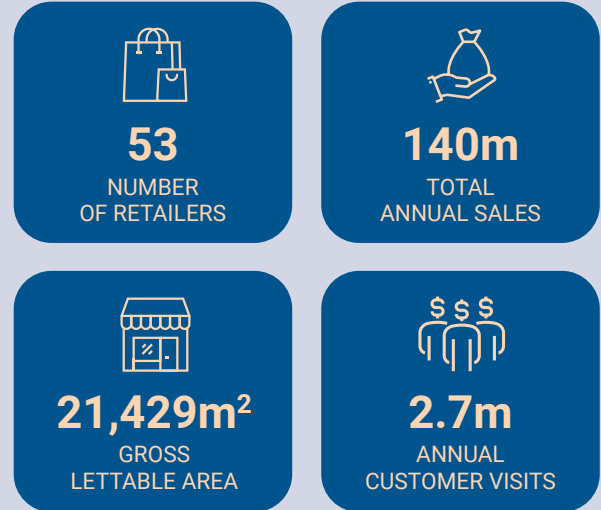 53
NUMBER
OF RETAILERS
140m
TOTAL
ANNUAL SALES
21,429m²
GROSS
LETTABLE AREA
$ $ $
2.7m
ANNUAL
CUSTOMER VISITS